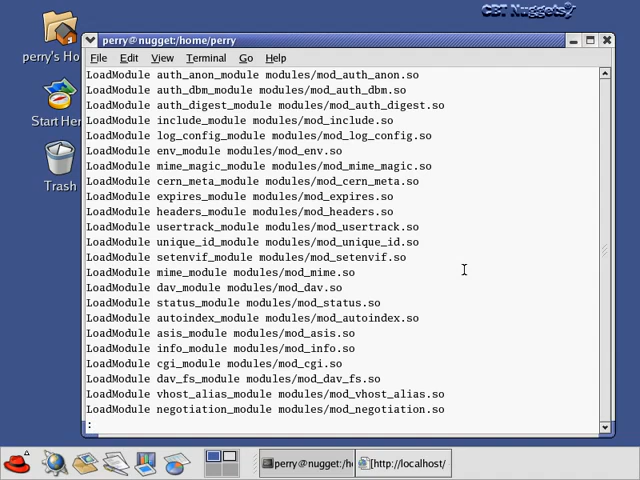 CBT Nuggets
perry's Ho
Start Her
Trash
perry@nugget:/home/perry
File Edit View Terminal Go Help
LoadModule auth_anon_module modules/mod_auth_anon.so
LoadModule auth_dbm_module modules/mod_auth_dbm.so
LoadModule auth_digest_module modules/mod_auth_digest.so
LoadModule include_module modules/mod_include.so
LoadModule log_config_module modules/mod_log_config.so
LoadModule env_module modules/mod_env.so
LoadModule mime_magic_module modules/mod_mime_magic.so
LoadModule cern_meta_module modules/mod_cern_meta.so
LoadModule expires_module modules/mod_expires.so
LoadModule headers_module modules/mod_headers.so
LoadModule usertrack_module modules/mod_usertrack.so
LoadModule unique_id_module modules/mod_unique_id.so
LoadModule setenvif_module modules/mod_setenvif.so
LoadModule mime_module modules/mod_mime.so
LoadModule dav_module modules/mod_dav.so
LoadModule status_module modules/mod_status.so
LoadModule autoindex_module modules/mod_autoindex.so
LoadModule asis_module modules/mod_asis.so
LoadModule info_module modules/mod_info.so
LoadModule cgi_module modules/mod_cgi.so
LoadModule dav_fs_module modules/mod_dav_fs.so
LoadModule vhost_alias_module modules/mod_vhost_alias.so
LoadModule negotiation_module modules/mod_negotiation.so
:
perry@nugget:/h
[http://localhost/